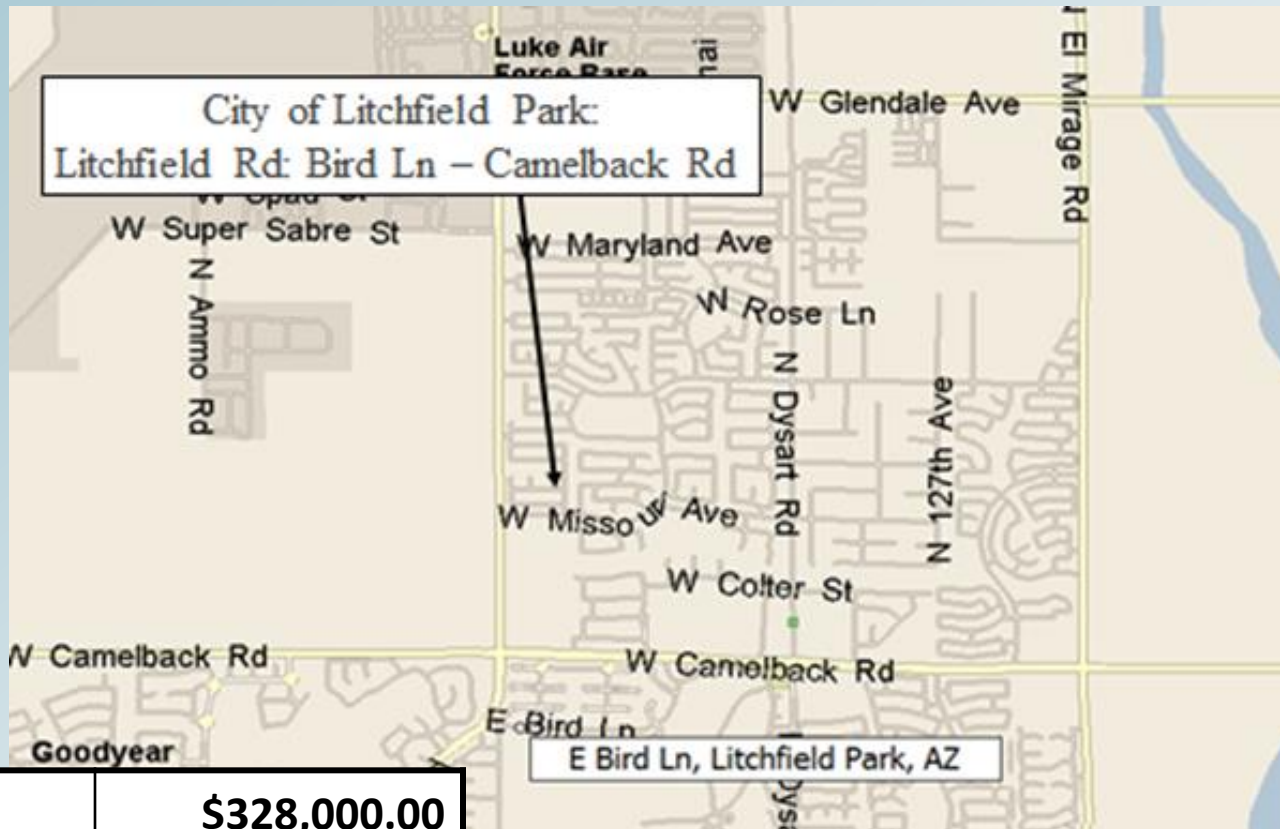 Luke Air
Force Base
W Glendale Ave
N El Mirage Rd
City of Litchfield Park:
Litchfield Rd: Bird Ln – Camelback Rd
W Super Sabre St
W Maryland Ave
N Ammo Rd
W Rose Ln
N Dysart Rd
N 127th Ave
W Missouri Ave
W Colter St
W Camelback Rd
W Camelback Rd
E Bird Ln
Goodyear
E Bird Ln, Litchfield Park, AZ
$328,000.00